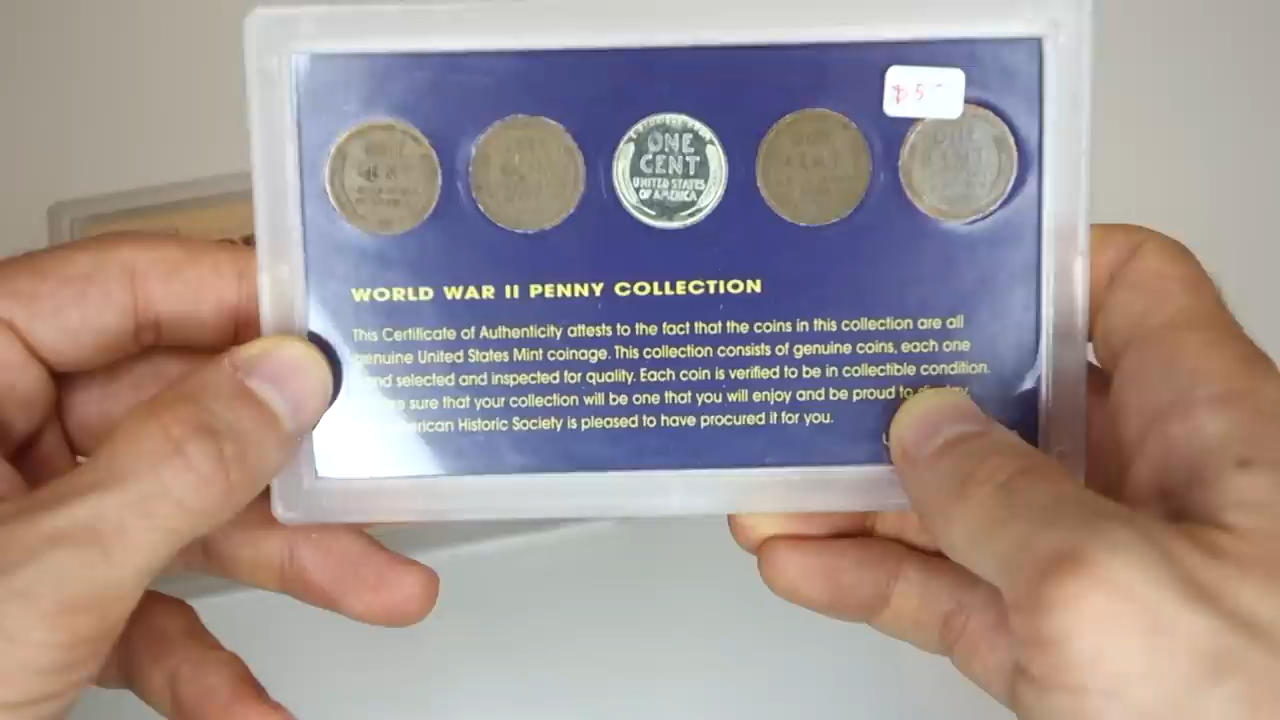 $5
ONE
CENT
UNITED STATES
OF AMERICA
ONE
CENT
WORLD WAR II PENNY COLLECTION
This Certificate of Authenticity attests to the fact that the coins in this collection are all
genuine United States Mint coinage. This collection consists of genuine coins, each one
selected and inspected for quality. Each coin is verified to be in collectible condition.
sure that your collection will be one that you will enjoy and be proud to
Historic Society is pleased to have procured it for you.